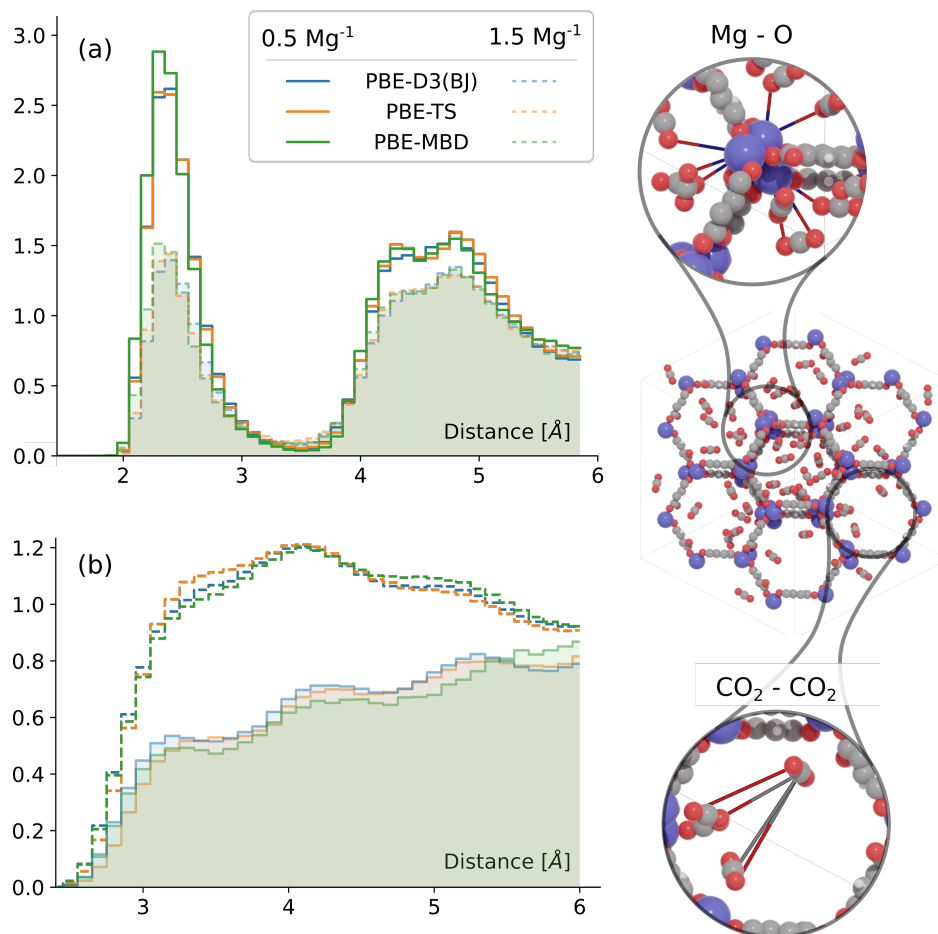 (a)
0.5 Mg-1 1.5 Mg-1
PBE-D3(BJ)
PBE-TS
PBE-MBD
3.0
2.5
2.0
1.5
1.0
0.5
0.0
Distance [Å]
2 3 4 5 6
Mg - O
(b)
1.2
1.0
0.8
0.6
0.4
0.2
0.0
Distance [Å]
3 4 5 6
CO2 - CO2